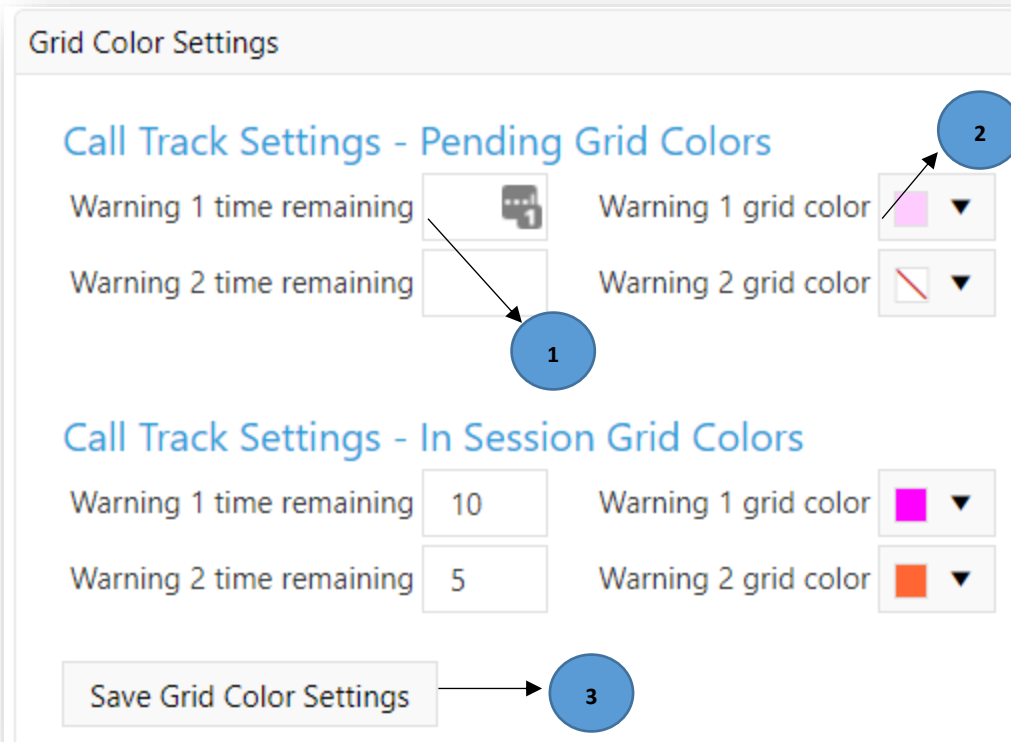 Grid Color Settings
Call Track Settings - Pending Grid Colors
2
Warning 1 time remaining 1 Warning 1 grid color
Warning 2 time remaining Warning 2 grid color
1
Call Track Settings - In Session Grid Colors
Warning 1 time remaining 10 Warning 1 grid color
Warning 2 time remaining 5 Warning 2 grid color
Save Grid Color Settings 3